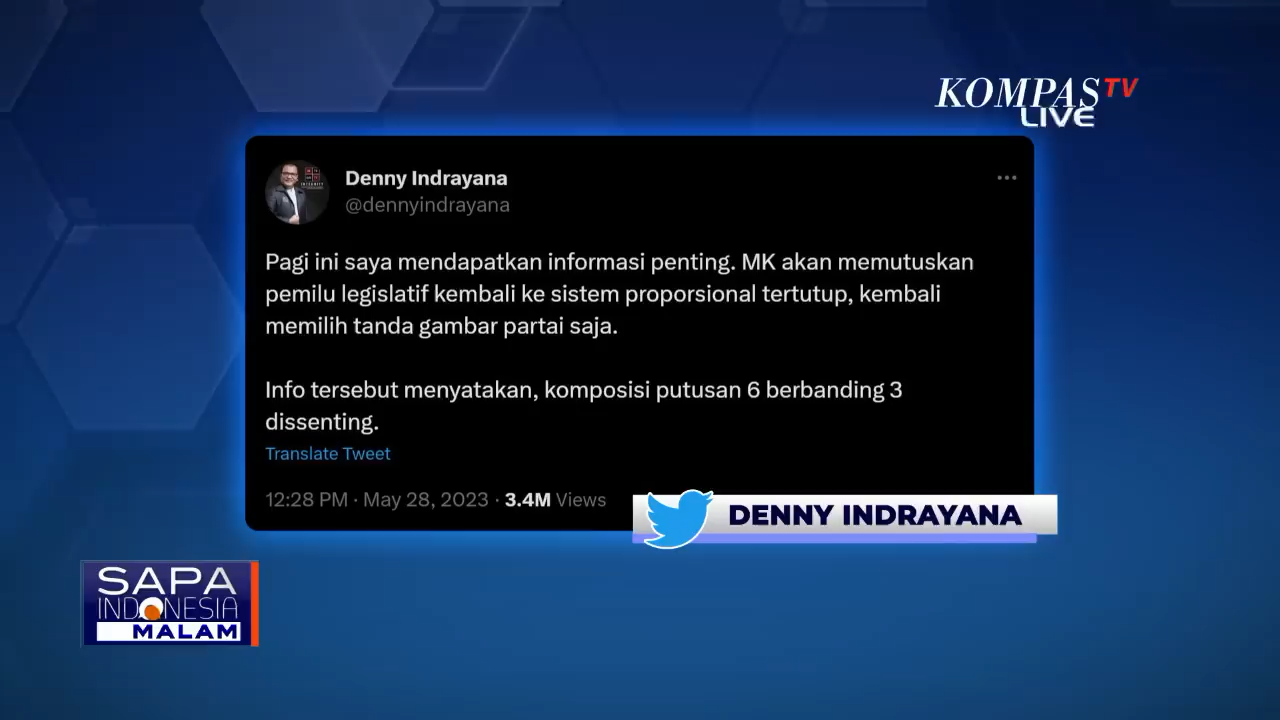 KOMPAS TV
LIVE
Denny Indrayana
@dennyindrayana
Pagi ini saya mendapatkan informasi penting. MK akan memutuskan
pemilu legislatif kembali ke sistem proporsional tertutup, kembali
memilih tanda gambar partai saja.
Info tersebut menyatakan, komposisi putusan 6 berbanding 3
dissenting.
Translate Tweet
12:28 PM · May 28, 2023 · 3.4M Views
DENNY INDRAYANA
SAPA
INDONESIA
MALAM